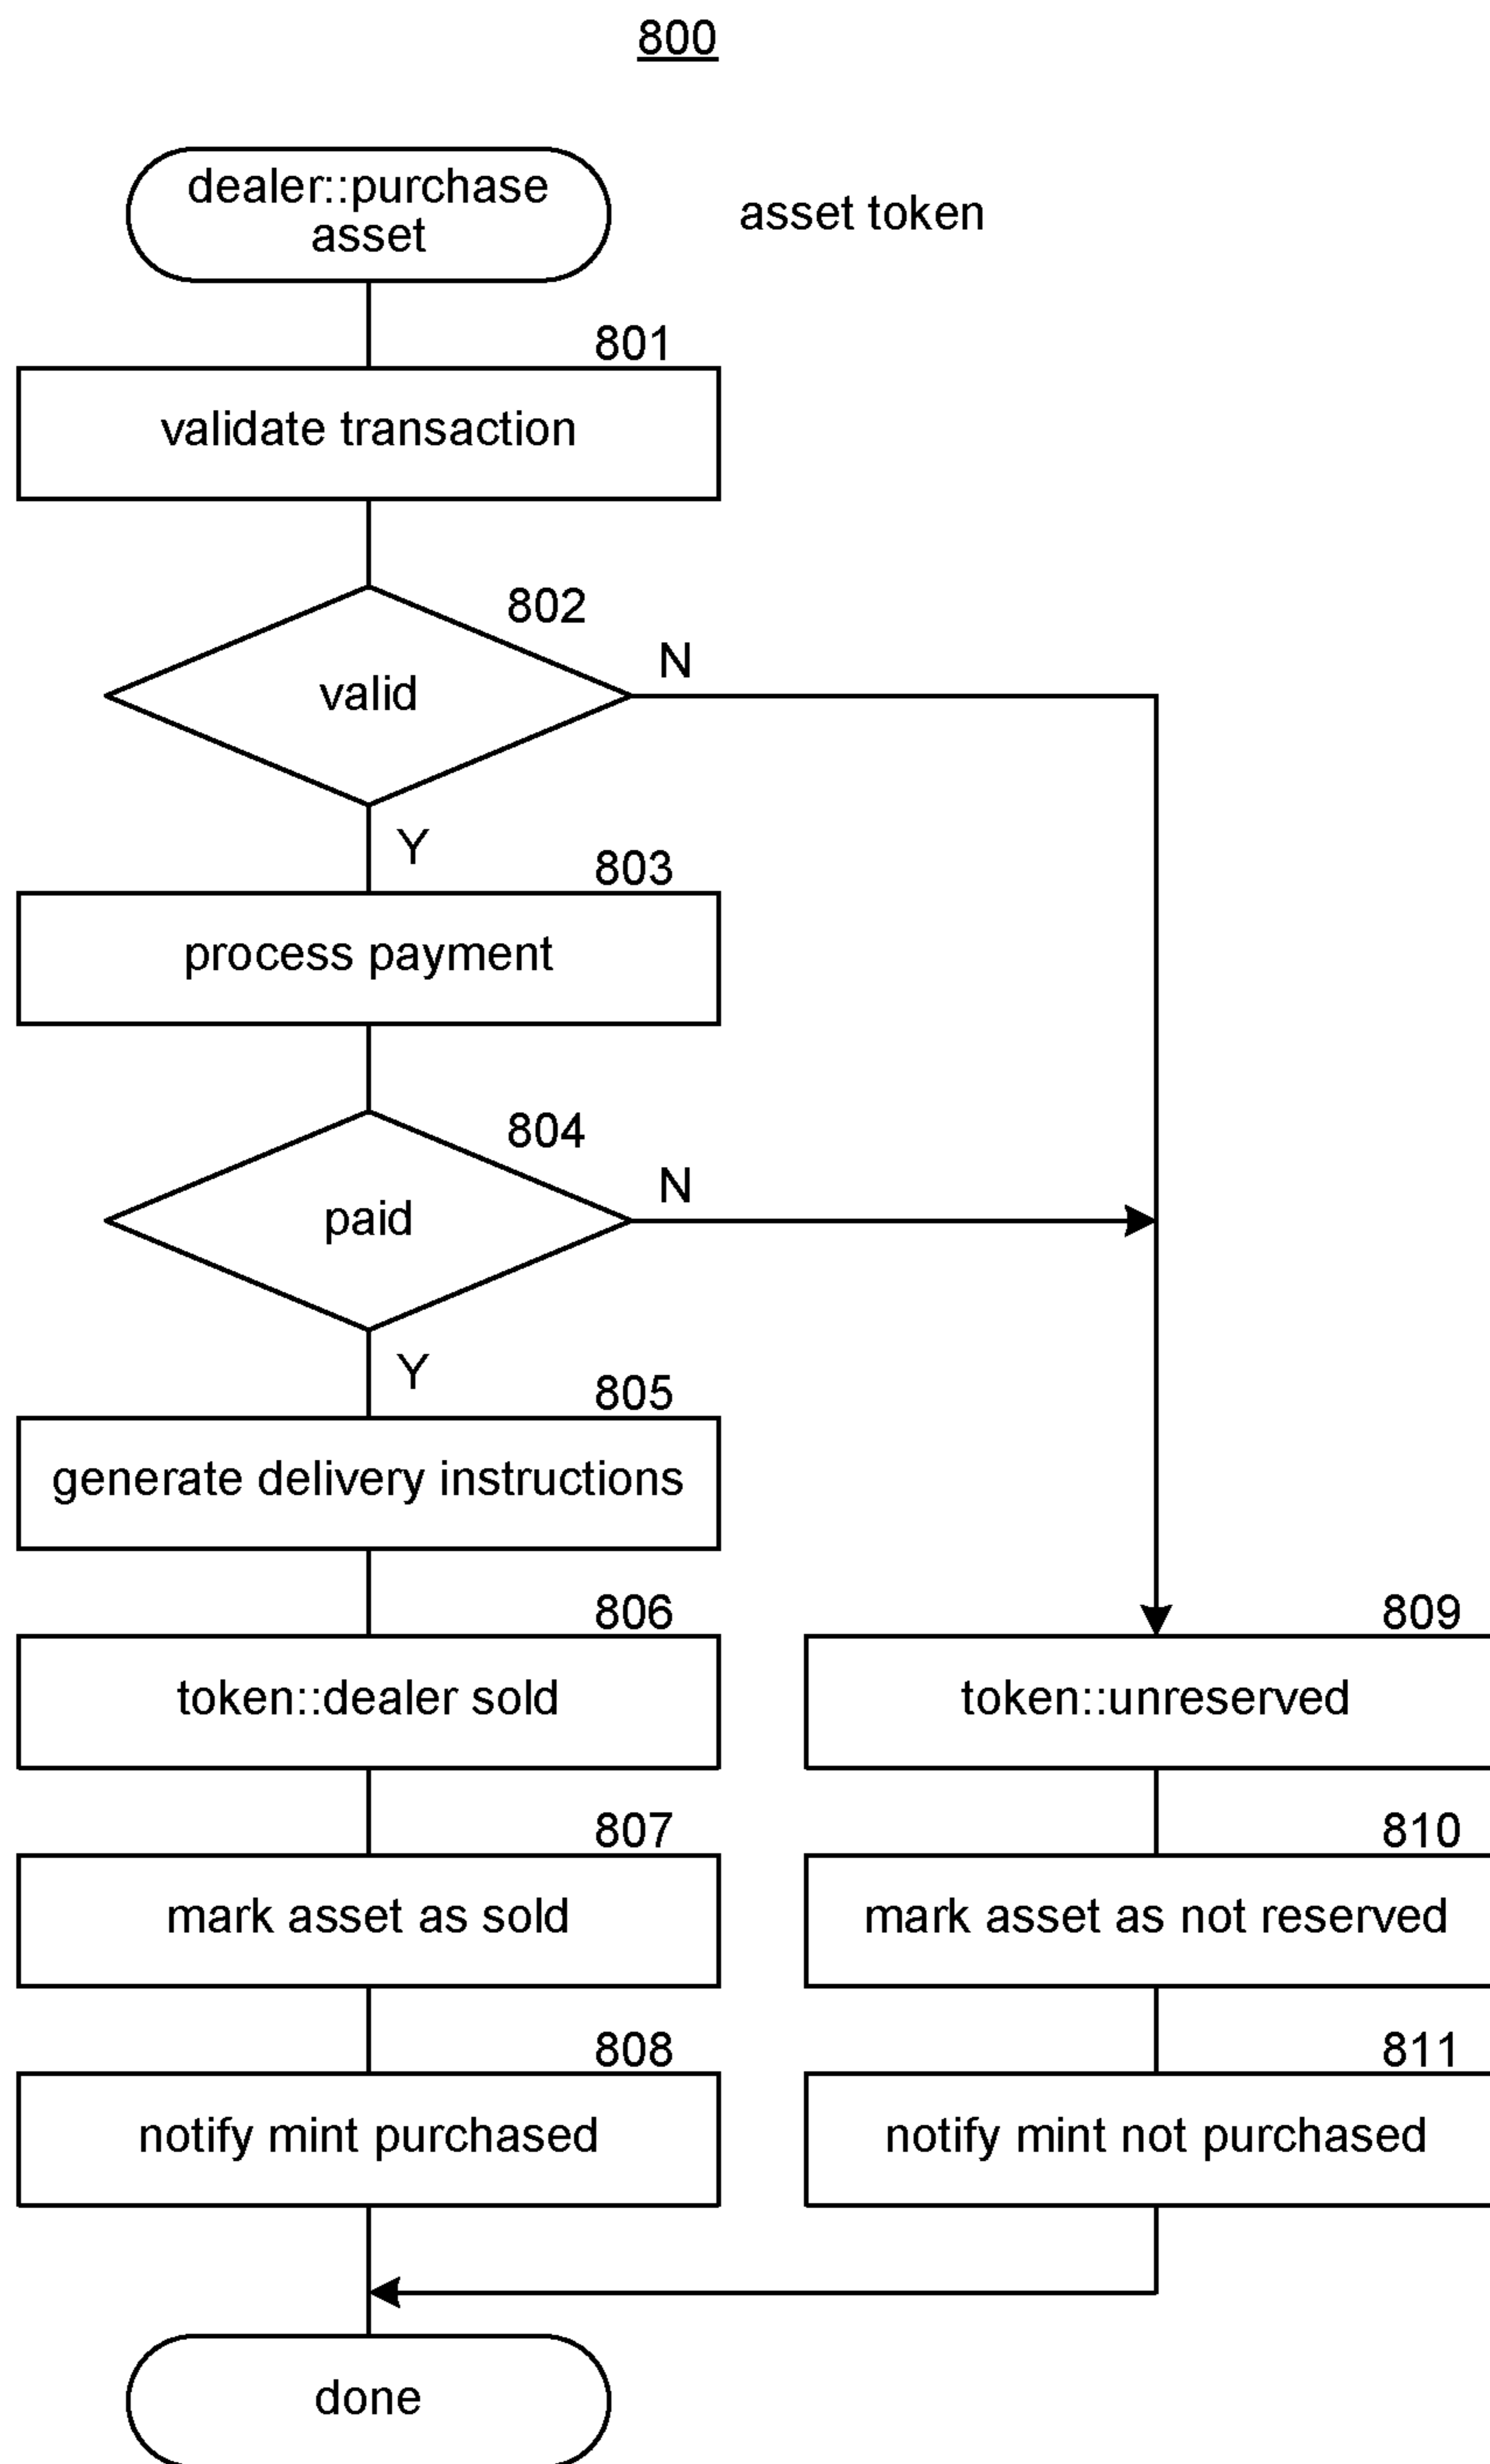 800
dealer::purchase
asset
asset token
801
validate transaction
802
valid
N
Y
803
process payment
804
paid
N
Y
805
generate delivery instructions
806
token::dealer sold
809
token::unreserved
807
mark asset as sold
810
mark asset as not reserved
808
notify mint purchased
811
notify mint not purchased
done